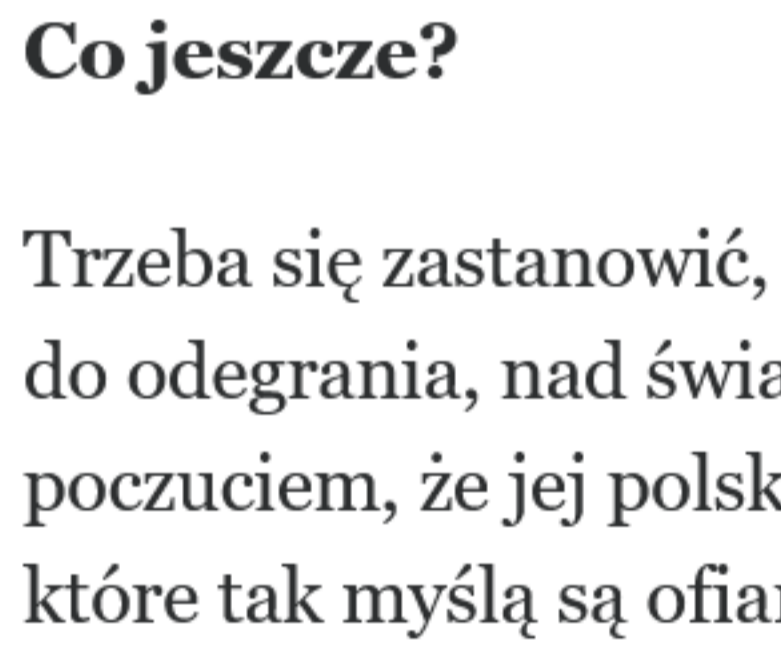 Co jeszcze?
Trzeba się zastanowić,
do odegrania, nad
poczuciem, że jej
które tak myślą są